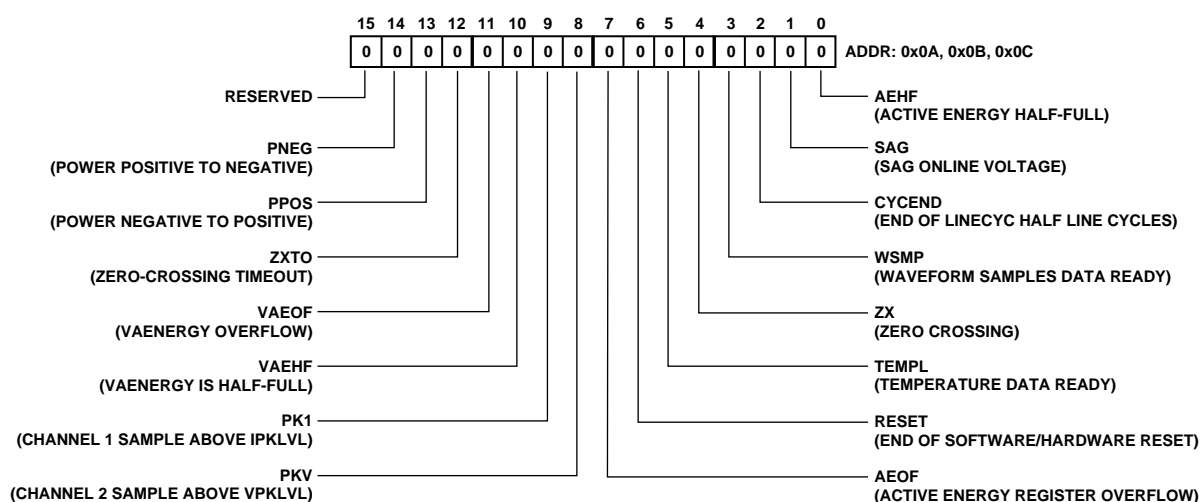 15 14 13 12 11 10 9 8 7 6 5 4 3 2 1 0
0 0 0 0 0 0 0 0 0 0 0 0 0 0 0 0 ADDR: 0x0A, 0x0B, 0x0C
RESERVED
PNEG
(POWER POSITIVE TO NEGATIVE)
PPOS
(POWER NEGATIVE TO POSITIVE)
ZXTO
(ZERO-CROSSING TIMEOUT)
VAEOF
(VAENERGY OVERFLOW)
VAEHF
(VAENERGY IS HALF-FULL)
PK1
(CHANNEL 1 SAMPLE ABOVE IPKLVL)
PKV
(CHANNEL 2 SAMPLE ABOVE VPKLVL)
AEHF
(ACTIVE ENERGY HALF-FULL)
SAG
(SAG ONLINE VOLTAGE)
CYCEND
(END OF LINECYC HALF LINE CYCLES)
WSMP
(WAVEFORM SAMPLES DATA READY)
ZX
(ZERO CROSSING)
TEMPL
(TEMPERATURE DATA READY)
RESET
(END OF SOFTWARE/HARDWARE RESET)
AEOF
(ACTIVE ENERGY REGISTER OVERFLOW)